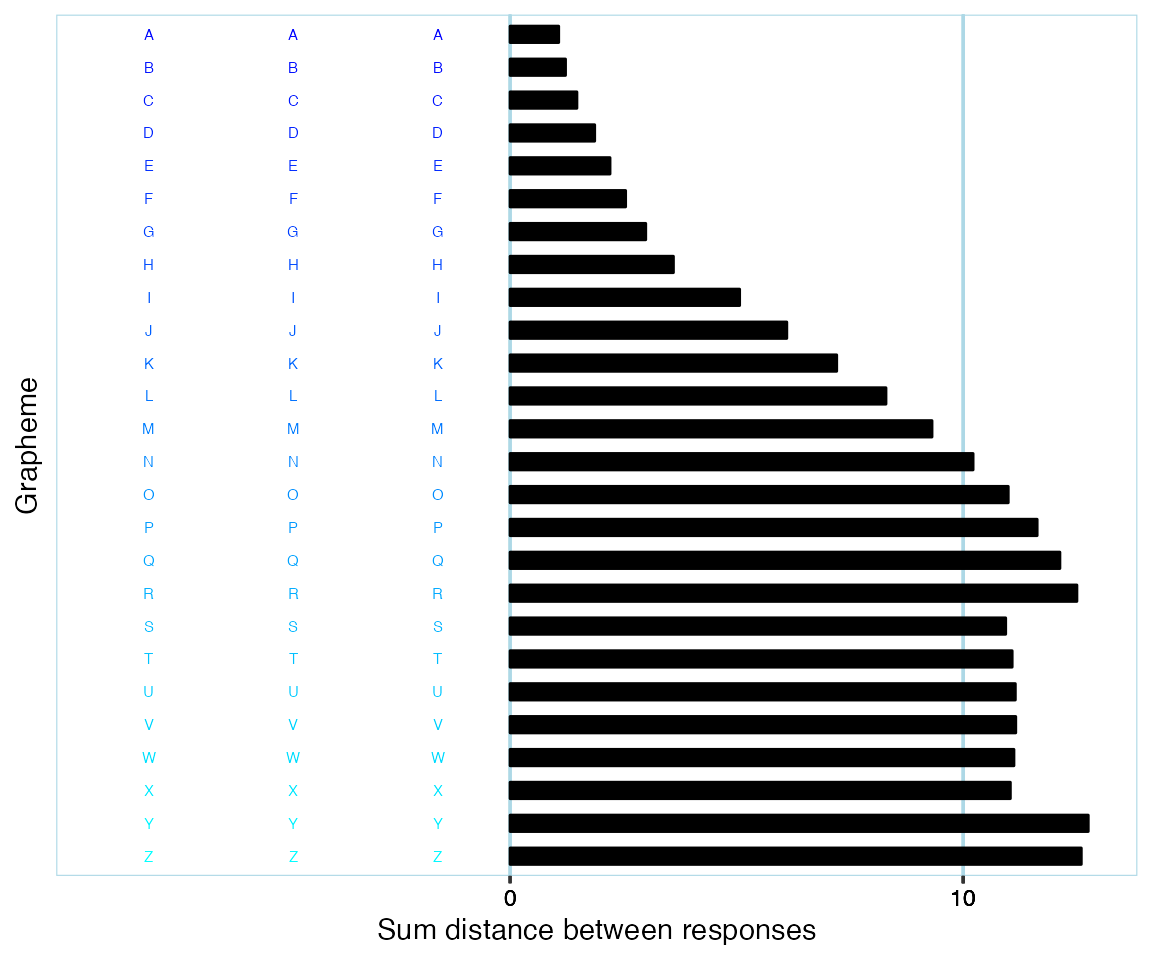 A A A
B B B
C C C
D D D
E E E
F F F
G G G
H H H
I I I
J J J
K K K
L L L
M M M
N N N
O O O
P P P
Q Q Q
R R R
S S S
T T T
U U U
V V V
W W W
X X X
Y Y Y
Z Z Z
Grapheme
0 10
Sum distance between responses